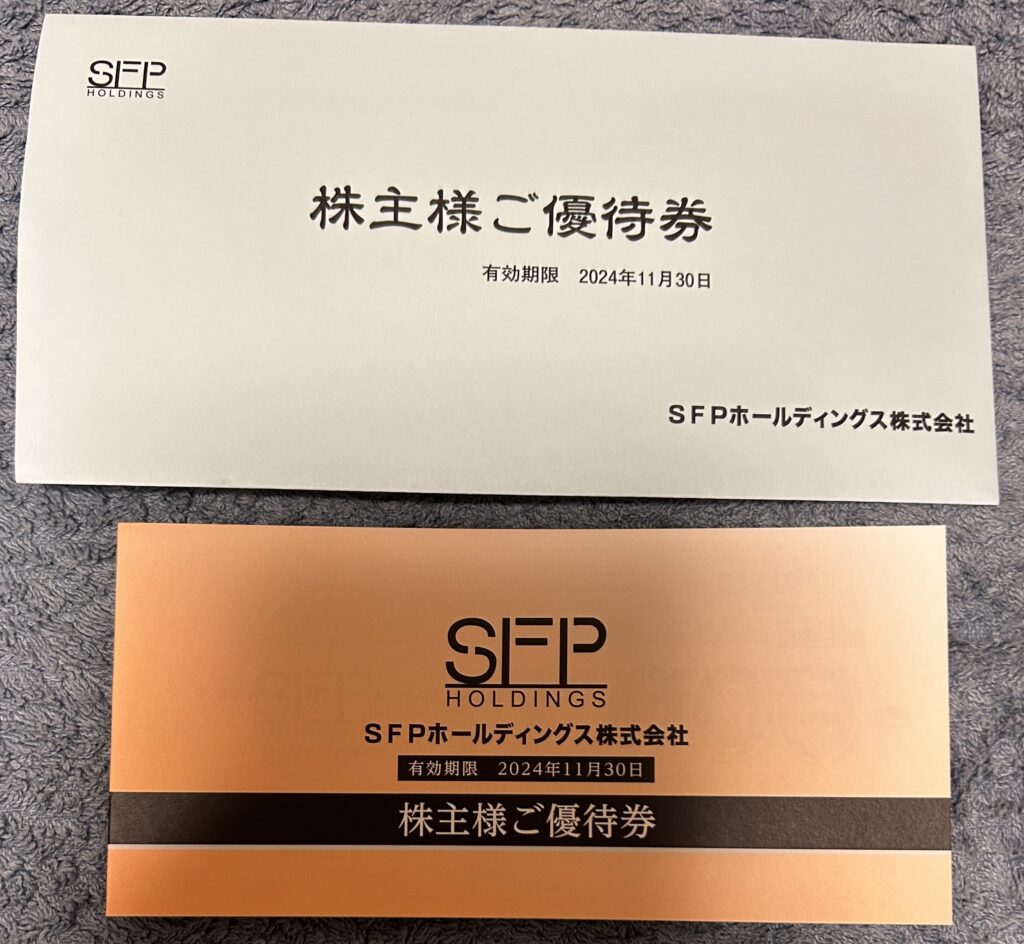 SFP
HOLDINGS
株主様ご優待券
有効期限　2024年11月30日
SFPホールディングス株式会社
SFP
HOLDINGS
SFPホールディングス株式会社
有効期限　2024年11月30日
株主様ご優待券